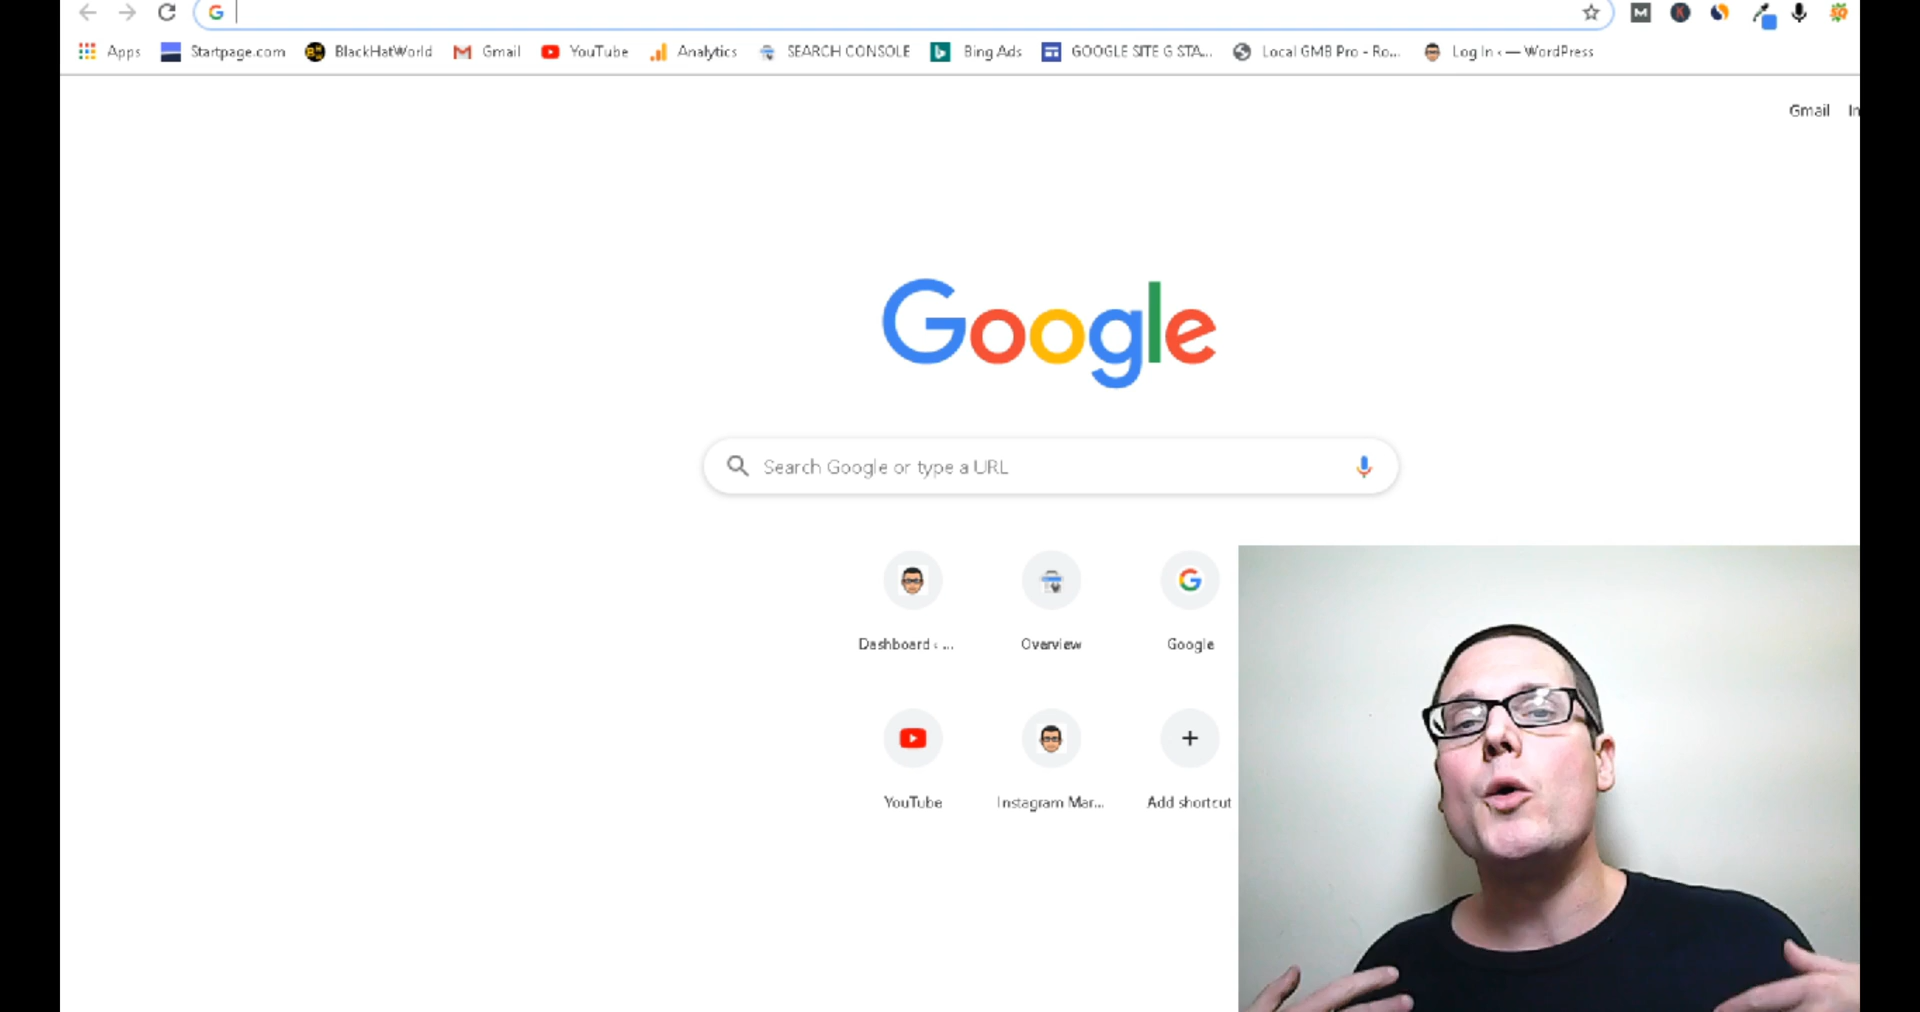 Apps Startpage.com BlackHatWorld Gmail YouTube Analytics SEARCH CONSOLE Bing Ads GOOGLE SITE G STA... Local GMB Pro - Ro... Log In ‹ — WordPress
Gmail
Google
Search Google or type a URL
Dashboard ‹ ... Overview Google
YouTube Instagram Mar... Add shortcut